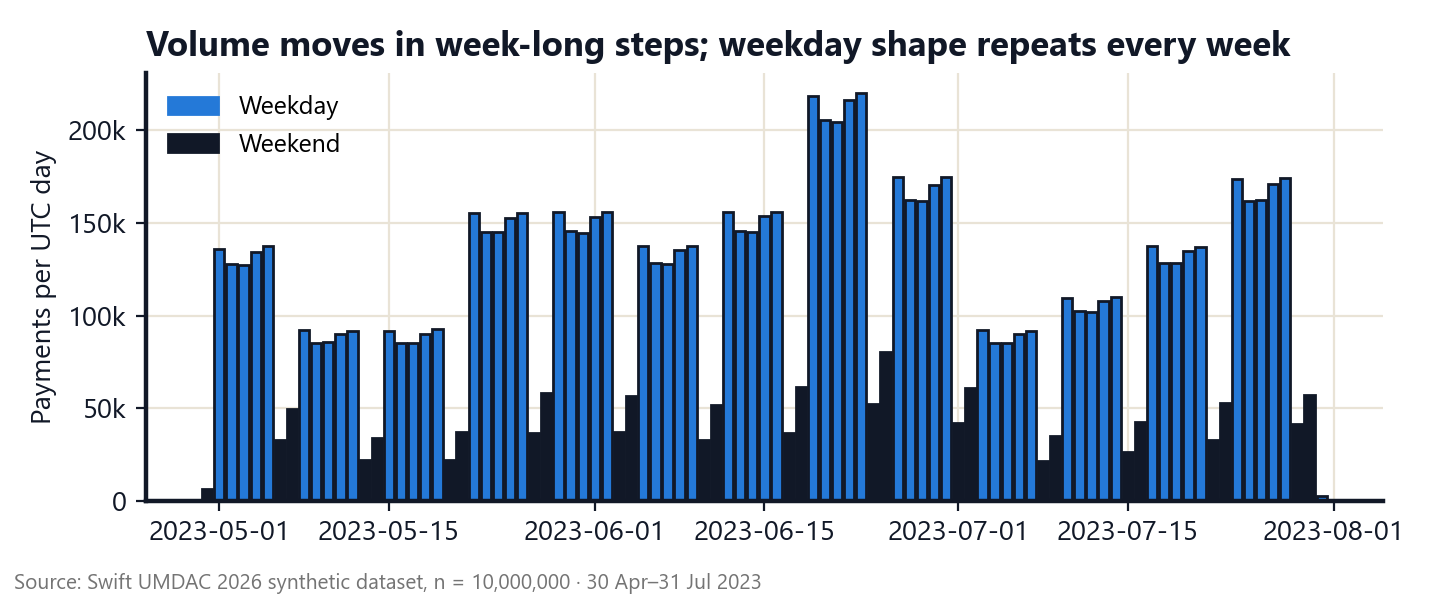 Volume moves in week-long steps; weekday shape repeats every week
Weekday
Weekend
Payments per UTC day
200k
150k
100k
50k
0
2023-05-01 2023-05-15 2023-06-01 2023-06-15 2023-07-01 2023-07-15 2023-08-01
Source: Swift UMDAC 2026 synthetic dataset, n = 10,000,000 · 30 Apr–31 Jul 2023